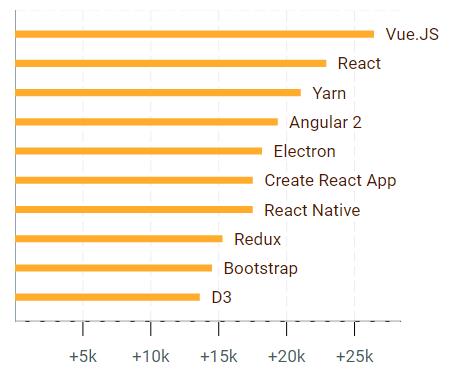 Vue.JS
React
Yarn
Angular 2
Electron
Create React App
React Native
Redux
Bootstrap
D3
+5k +10k +15k +20k +25k